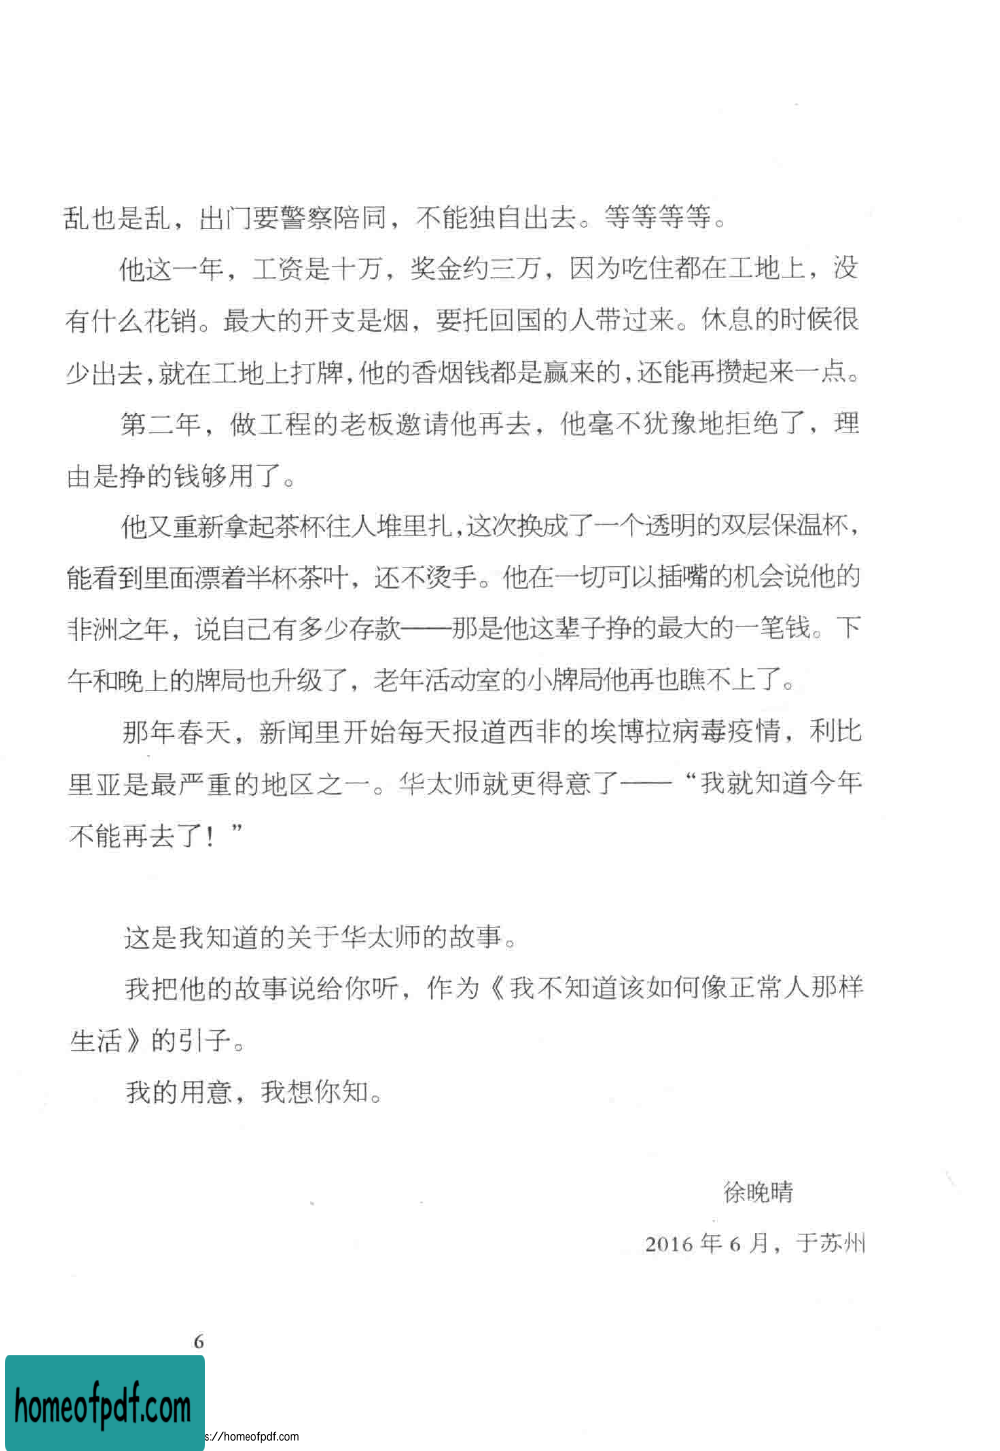 乱也是乱，出门要警察陪同，不能独自出去。等等等等。
他这一年，工资是十万，奖金约三万，因为吃住都在工地上，没
有什么花销。最大的开支是烟，要托回国的人带过来。休息的时候很
少出去，就在工地上打牌，他的香烟钱都是赢来的，还能再攒起来一点。
第二年，做工程的老板邀请他再去，他毫不犹豫地拒绝了，理
由是挣的钱够用了。
他又重新拿起茶杯往人堆里扎，这次换成了一个透明的双层保温杯，
能看到里面漂着半杯茶叶，还不烫手。他在一切可以插嘴的机会说他的
非洲之年，说自己有多少存款——那是他这辈子挣的最大的一笔钱。下
午和晚上的牌局也升级了，老年活动室的小牌局他再也瞧不上了。
那年春天，新闻里开始每天报道西非的埃博拉病毒疫情，利比
里亚是最严重的地区之一。华太师就更得意了——“我就知道今年
不能再去了！”
这是我知道的关于华太师的故事。
我把他的故事说给你听，作为《我不知道该如何像正常人那样
生活》的引子。
我的用意，我想你知。
徐晚晴
2016 年 6 月，于苏州
6
homeofpdf.com
s://homeofpdf.com